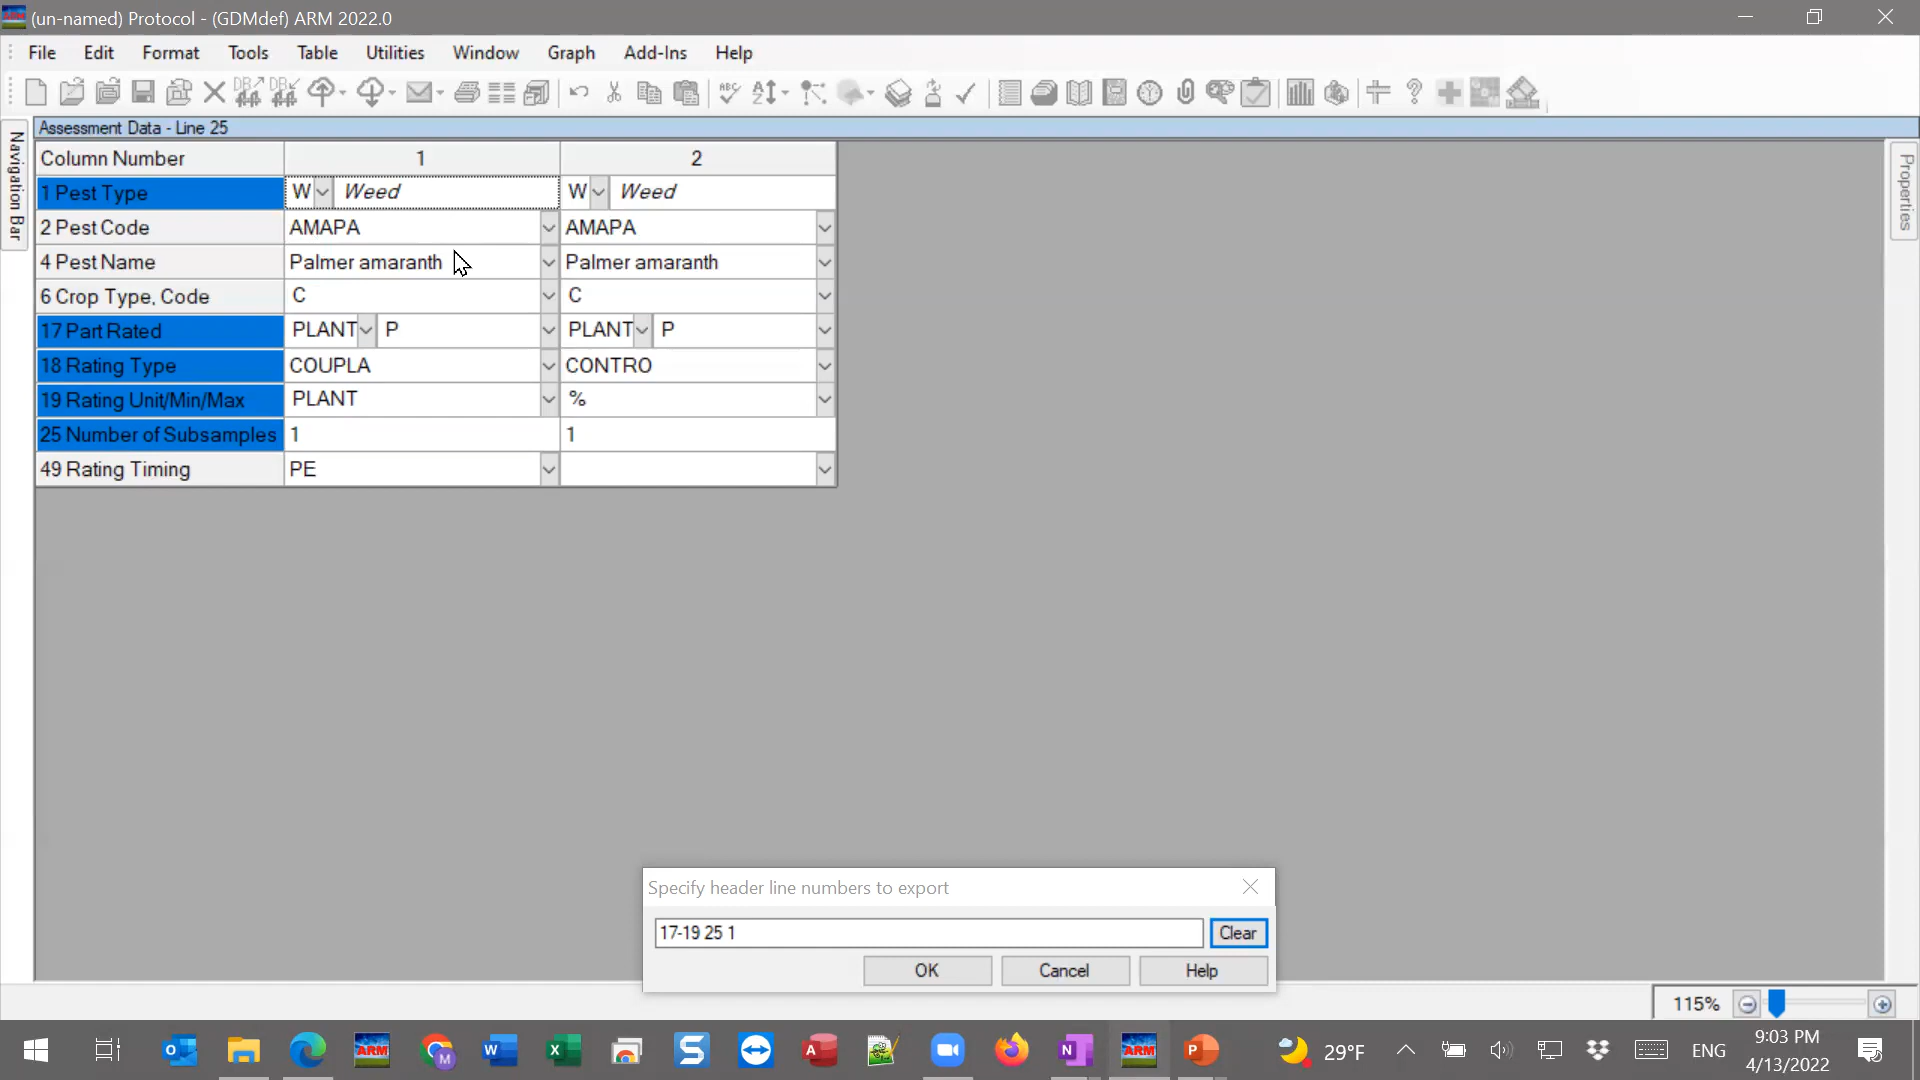 (un-named) Protocol - (GDMdef) ARM 2022.0
File Edit Format Tools Table Utilities Window Graph Add-Ins Help
Assessment Data - Line 25
Navigation Bar
Properties
Column Number 1 2
1 Pest Type W Weed W Weed
2 Pest Code AMAPA AMAPA
4 Pest Name Palmer amaranth Palmer amaranth
6 Crop Type, Code C C
17 Part Rated PLANT P PLANT P
18 Rating Type COUPLA CONTRO
19 Rating Unit/Min/Max PLANT %
25 Number of Subsamples 1 1
49 Rating Timing PE
Specify header line numbers to export
17-19 25 1 Clear
OK Cancel Help
115%
ARM ARM 29°F ENG 9:03 PM
4/13/2022